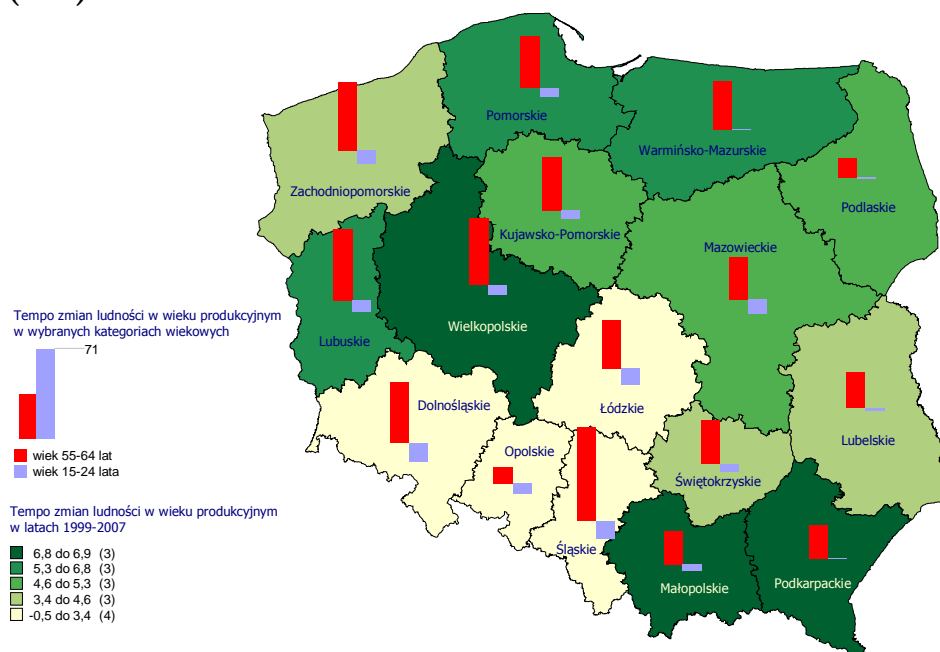 Pomorskie
Warmińsko-Mazurskie
Zachodniopomorskie
Podlaskie
Kujawsko-Pomorskie
Mazowieckie
Tempo zmian ludności w wieku produkcyjnym
w wybranych kategoriach wiekowych
71
wiek 55-64 lat
wiek 15-24 lata
Wielkopolskie
Lubuskie
Dolnośląskie
Łódzkie
Lubelskie
Opolskie
Świętokrzyskie
Śląskie
Małopolskie
Podkarpackie
Tempo zmian ludności w wieku produkcyjnym
w latach 1999-2007
6,8 do 6,9 (3)
5,3 do 6,8 (3)
4,6 do 5,3 (3)
3,4 do 4,6 (3)
-0,5 do 3,4 (4)